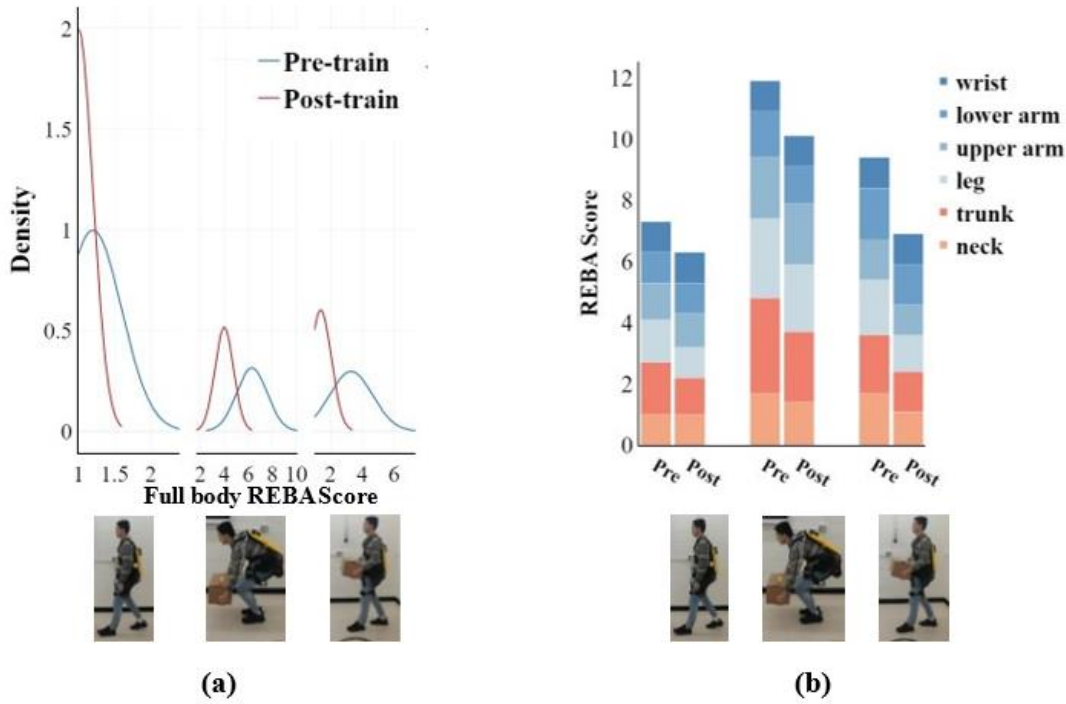 2
1.5
1
0.5
0
Density
Pre-train
Post-train
1 1.5 2 2 4 6 8 10 2 4 6
Full body REBAScore
(a)
12
10
8
6
4
2
0
REBA Score
wrist
lower arm
upper arm
leg
trunk
neck
Pre Post Pre Post Pre Post
(b)